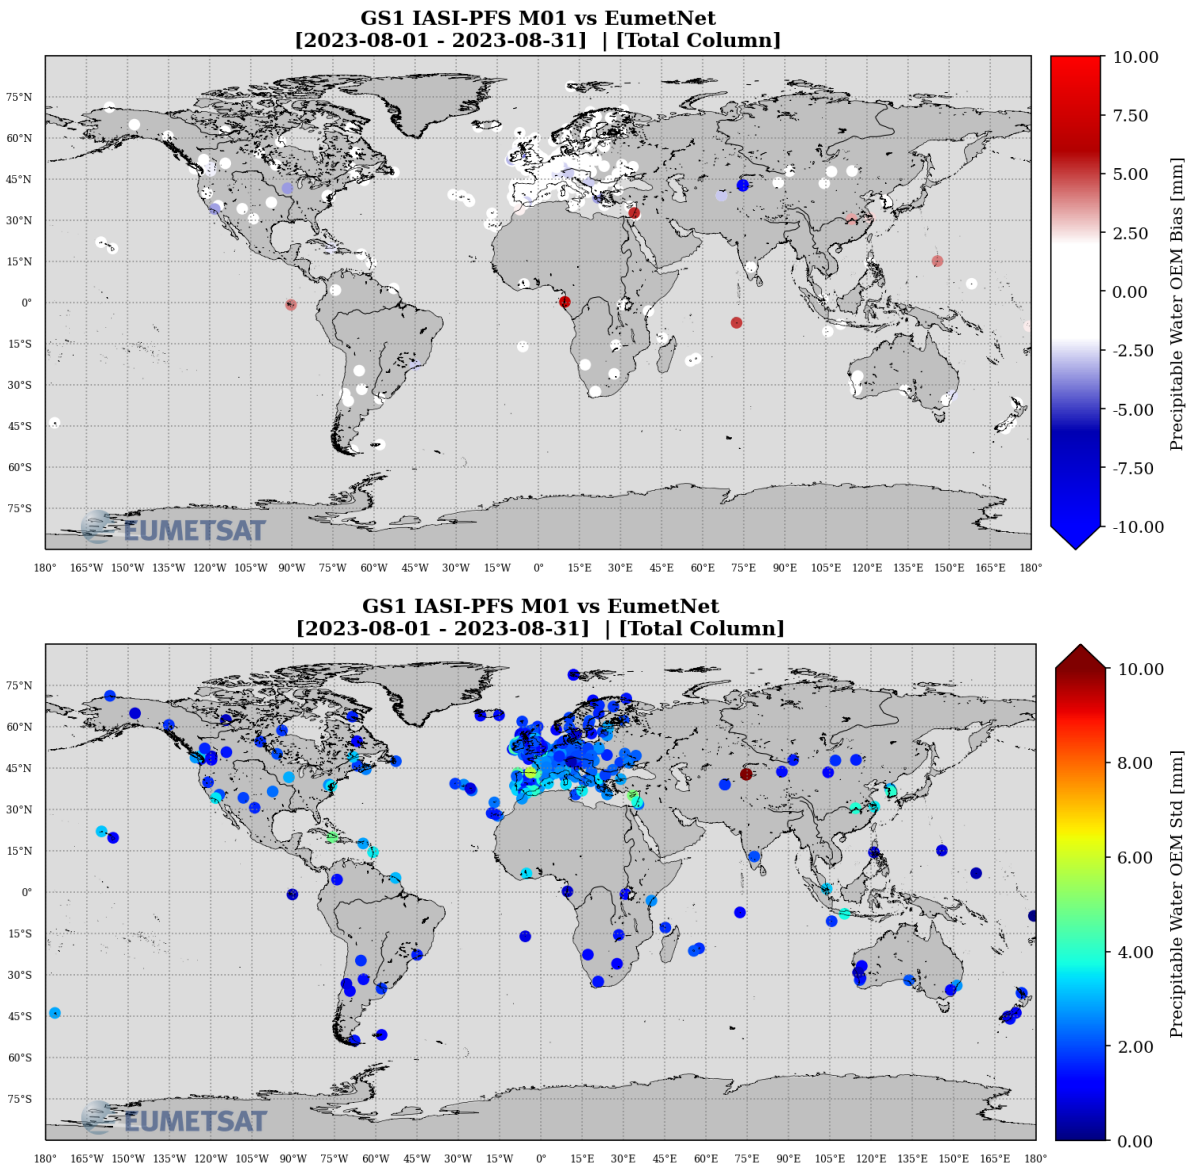 GS1 IASI-PFS M01 vs EumetNet
[2023-08-01 - 2023-08-31] | [Total Column]
75°N
60°N
45°N
30°N
15°N
0°
15°S
30°S
45°S
60°S
75°S
EUMETSAT
180° 165°W 150°W 135°W 120°W 105°W 90°W 75°W 60°W 45°W 30°W 15°W 0° 15°E 30°E 45°E 60°E 75°E 90°E 105°E 120°E 135°E 150°E 165°E 180°
10.00
7.50
5.00
2.50
0.00
-2.50
-5.00
-7.50
-10.00
Precipitable Water OEM Bias [mm]
GS1 IASI-PFS M01 vs EumetNet
[2023-08-01 - 2023-08-31] | [Total Column]
75°N
60°N
45°N
30°N
15°N
0°
15°S
30°S
45°S
60°S
75°S
EUMETSAT
180° 165°W 150°W 135°W 120°W 105°W 90°W 75°W 60°W 45°W 30°W 15°W 0° 15°E 30°E 45°E 60°E 75°E 90°E 105°E 120°E 135°E 150°E 165°E 180°
10.00
8.00
6.00
4.00
2.00
0.00
Precipitable Water OEM Std [mm]